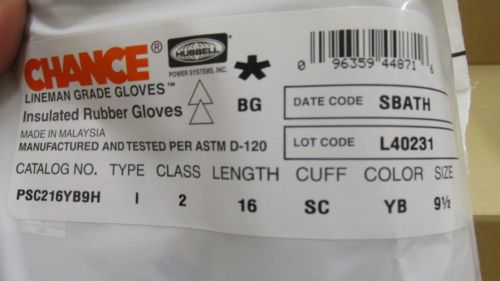 CHANCE®
HUBBELL
POWER SYSTEMS, INC.
*
0 96359 44871 6
LINEMAN GRADE GLOVES™
Insulated Rubber Gloves
BG
DATE CODE SBATH
MADE IN MALAYSIA
MANUFACTURED AND TESTED PER ASTM D-120
LOT CODE L40231
CATALOG NO. TYPE CLASS LENGTH CUFF COLOR SIZE
PSC216YB9H I 2 16 SC YB 9½